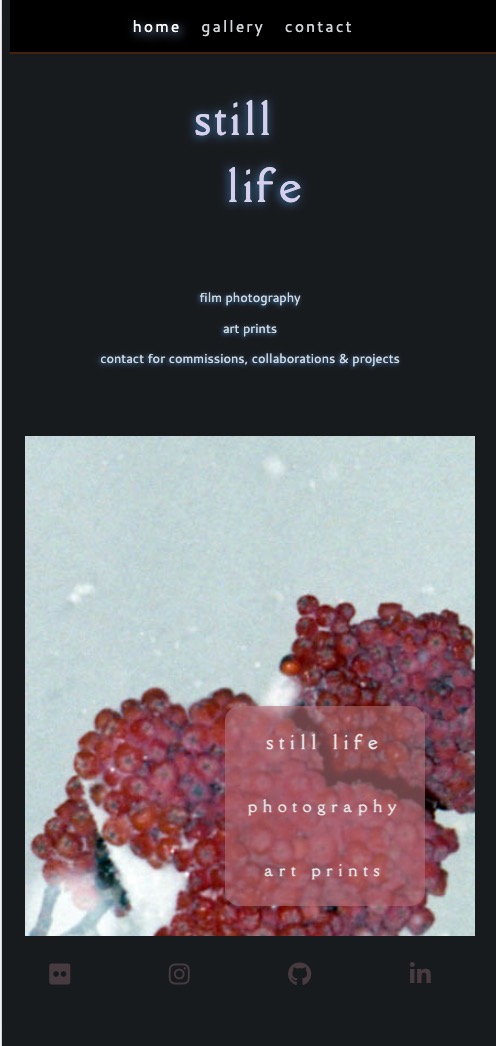 home gallery contact
still
life
film photography
art prints
contact for commissions, collaborations & projects
still life
photography
art prints